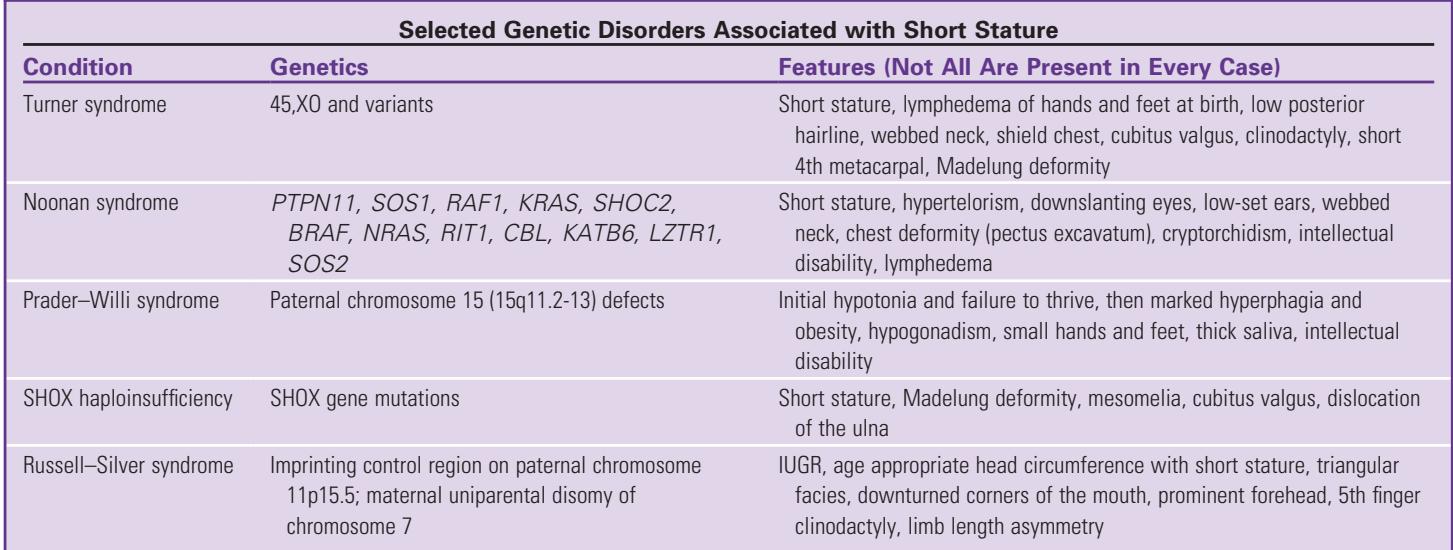 Selected Genetic Disorders Associated with Short Stature
Condition Genetics Features (Not All Are Present in Every Case)
Turner syndrome 45,XO and variants Short stature, lymphedema of hands and feet at birth, low posterior
hairline, webbed neck, shield chest, cubitus valgus, clinodactyly, short
4th metacarpal, Madelung deformity
Noonan syndrome PTPN11, SOS1, RAF1, KRAS, SHOC2, Short stature, hypertelorism, downslanting eyes, low-set ears, webbed
BRAF, NRAS, RIT1, CBL, KATB6, LZTR1, neck, chest deformity (pectus excavatum), cryptorchidism, intellectual
SOS2 disability, lymphedema
Prader–Willi syndrome Paternal chromosome 15 (15q11.2-13) defects Initial hypotonia and failure to thrive, then marked hyperphagia and
obesity, hypogonadism, small hands and feet, thick saliva, intellectual
disability
SHOX haploinsufficiency SHOX gene mutations Short stature, Madelung deformity, mesomelia, cubitus valgus, dislocation
of the ulna
Russell–Silver syndrome Imprinting control region on paternal chromosome IUGR, age appropriate head circumference with short stature, triangular
11p15.5; maternal uniparental disomy of facies, downturned corners of the mouth, prominent forehead, 5th finger
chromosome 7 clinodactyly, limb length asymmetry